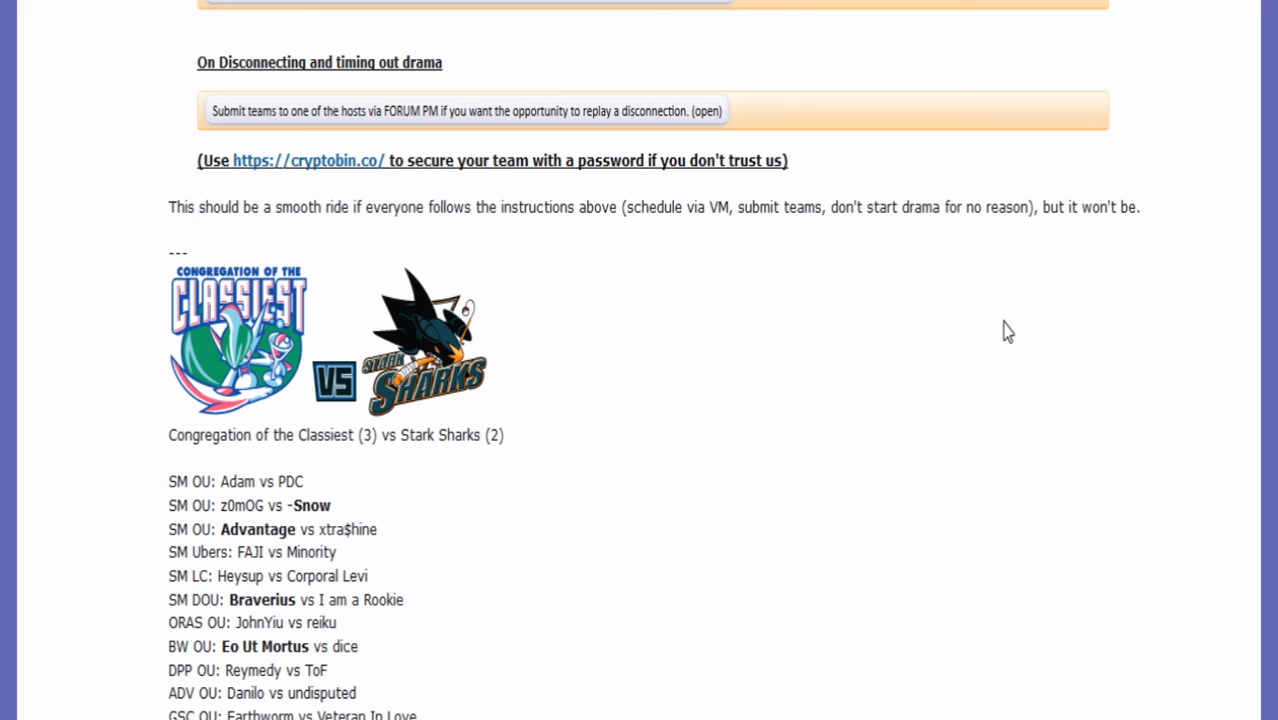 On Disconnecting and timing out drama
Submit teams to one of the hosts via FORUM PM if you want the opportunity to replay a disconnection. (open)
(Use https://cryptobin.co/ to secure your team with a password if you don't trust us)
This should be a smooth ride if everyone follows the instructions above (schedule via VM, submit teams, don't start drama for no reason), but it won't be.
---
CONGREGATION OF THE
CLASSIEST
VS
STARK
SHARKS
Congregation of the Classiest (3) vs Stark Sharks (2)
SM OU: Adam vs PDC
SM OU: z0mOG vs -Snow
SM OU: Advantage vs xtra$hine
SM Ubers: FAJI vs Minority
SM LC: Heysup vs Corporal Levi
SM DOU: Braverius vs I am a Rookie
ORAS OU: JohnYiu vs reiku
BW OU: Eo Ut Mortus vs dice
DPP OU: Reymedy vs ToF
ADV OU: Danilo vs undisputed
GSC OU: Earthworm vs Veteran In Love